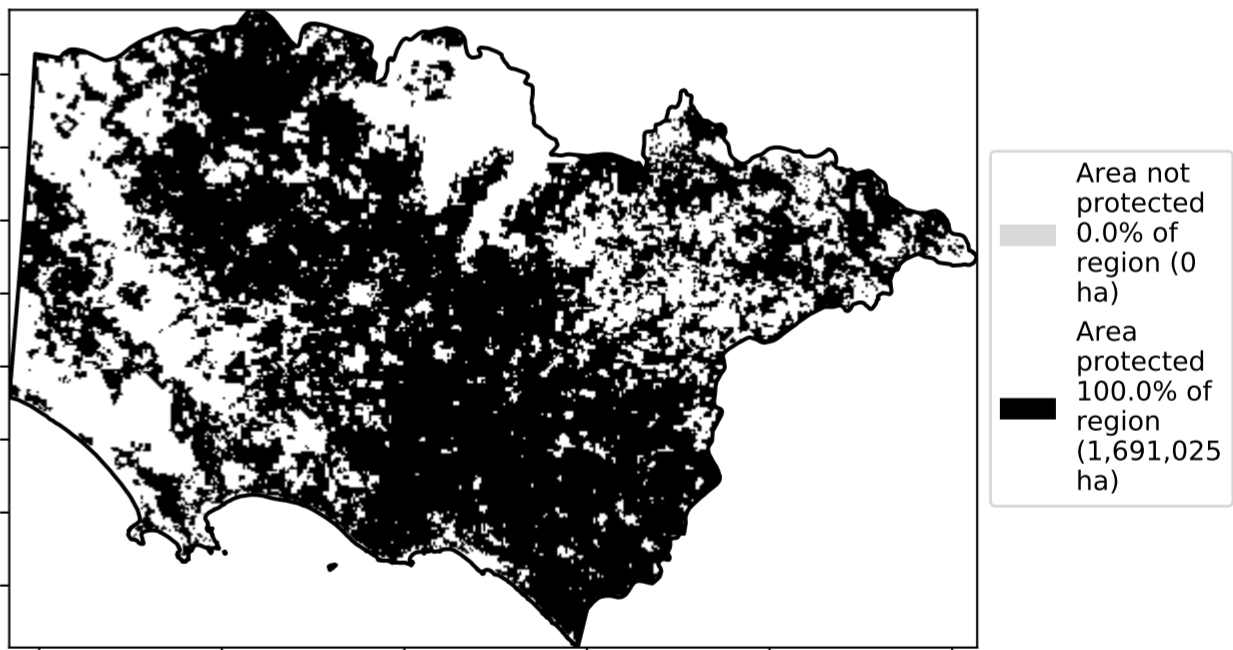 Area not
protected
0.0% of
region (0
ha)
Area
protected
100.0% of
region
(1,691,025
ha)